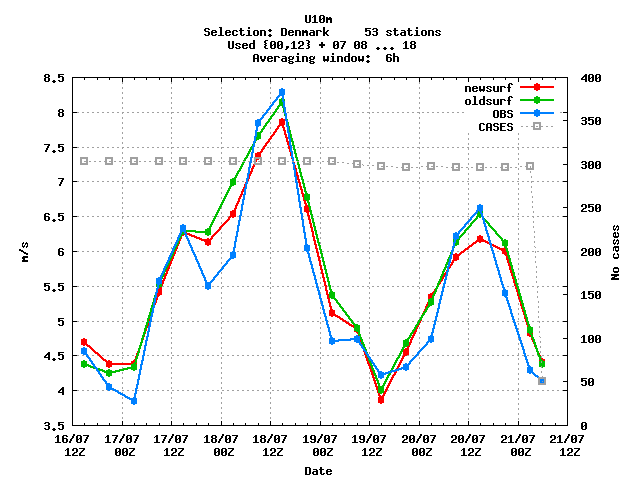 U10m
Selection: Denmark     53 stations
Used {00,12} + 07 08 ... 18
Averaging window:  6h
8.5
8
7.5
7
6.5
6
5.5
5
4.5
4
3.5
m/s
400
350
300
250
200
150
100
50
0
No cases
newsurf
oldsurf
OBS
CASES
16/07 17/07 17/07 18/07 18/07 19/07 19/07 20/07 20/07 21/07 21/07
12Z 00Z 12Z 00Z 12Z 00Z 12Z 00Z 12Z 00Z 12Z
Date